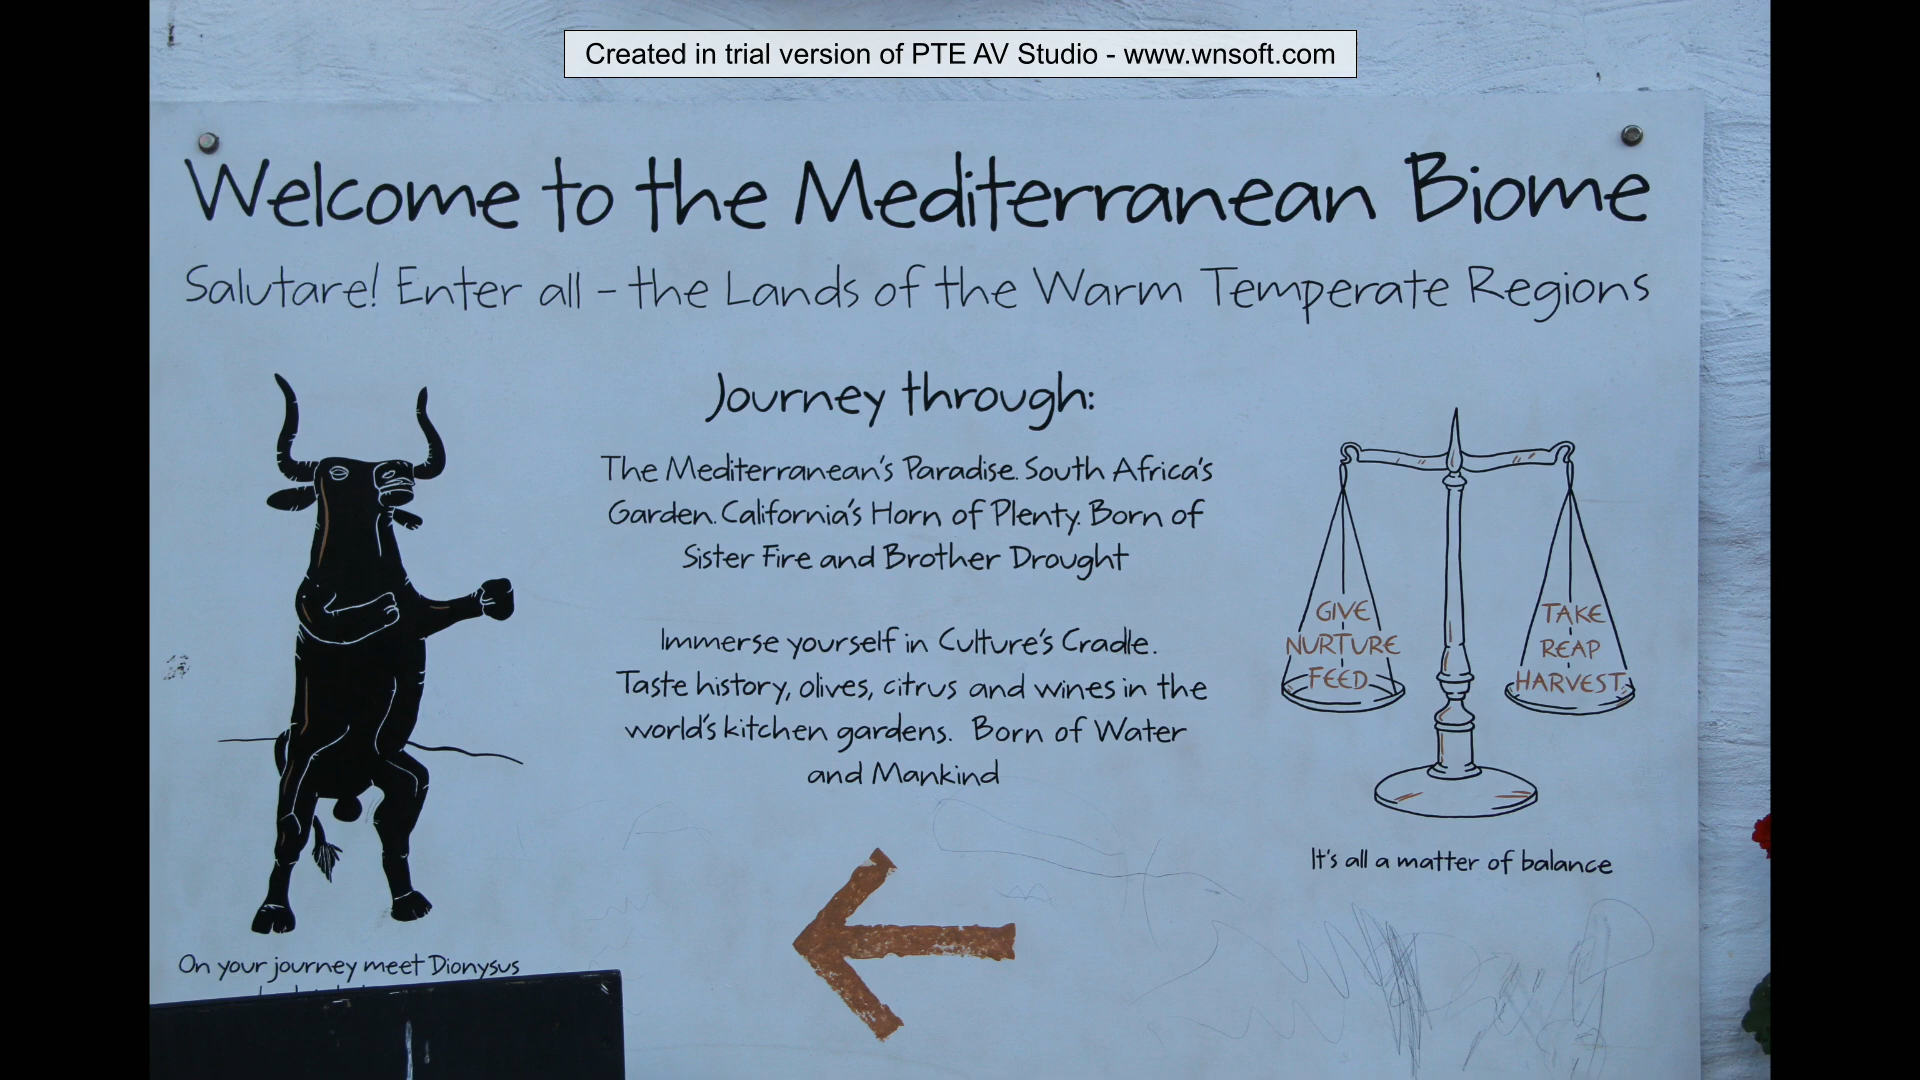 Created in trial version of PTE AV Studio - www.wnsoft.com
Welcome to the Mediterranean Biome
Salutare! Enter all - the Lands of the Warm Temperate Regions
Journey through:
The Mediterranean's Paradise. South Africa's
Garden. California's Horn of Plenty. Born of
Sister Fire and Brother Drought
Immerse yourself in Culture's Cradle.
Taste history, olives, citrus and wines in the
world's kitchen gardens. Born of Water
and Mankind
GIVE
NURTURE
FEED
TAKE
REAP
HARVEST
It's all a matter of balance
On your journey meet Dionysus